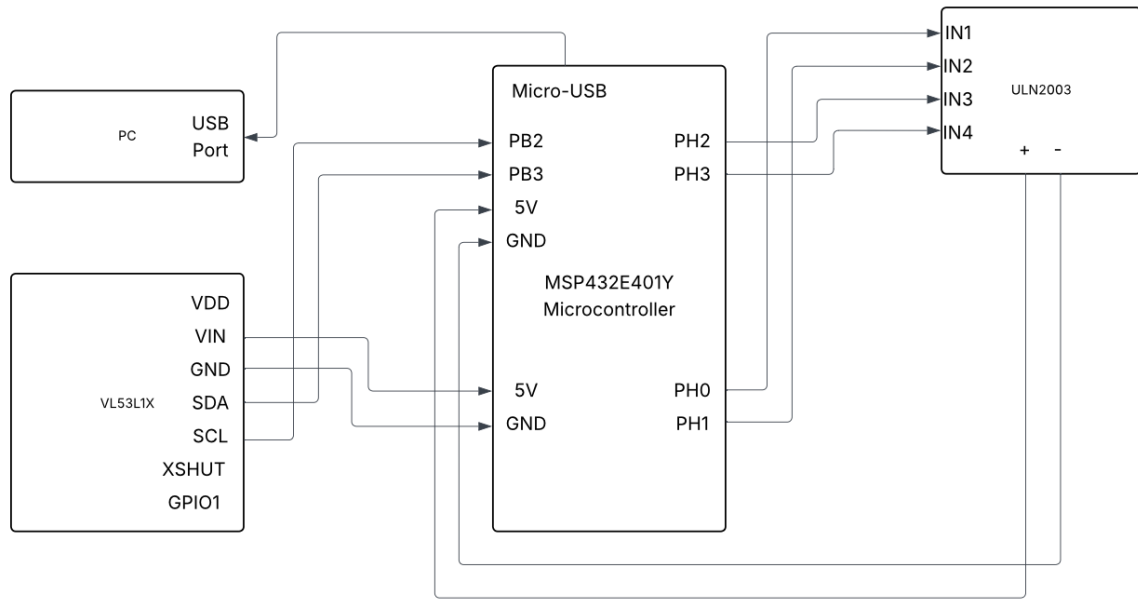 PC
USB
Port
VL53L1X
VDD
VIN
GND
SDA
SCL
XSHUT
GPIO1
Micro-USB
PB2
PB3
5V
GND
MSP432E401Y
Microcontroller
5V
GND
PH2
PH3
PH0
PH1
IN1
IN2
IN3
IN4
ULN2003
+ -